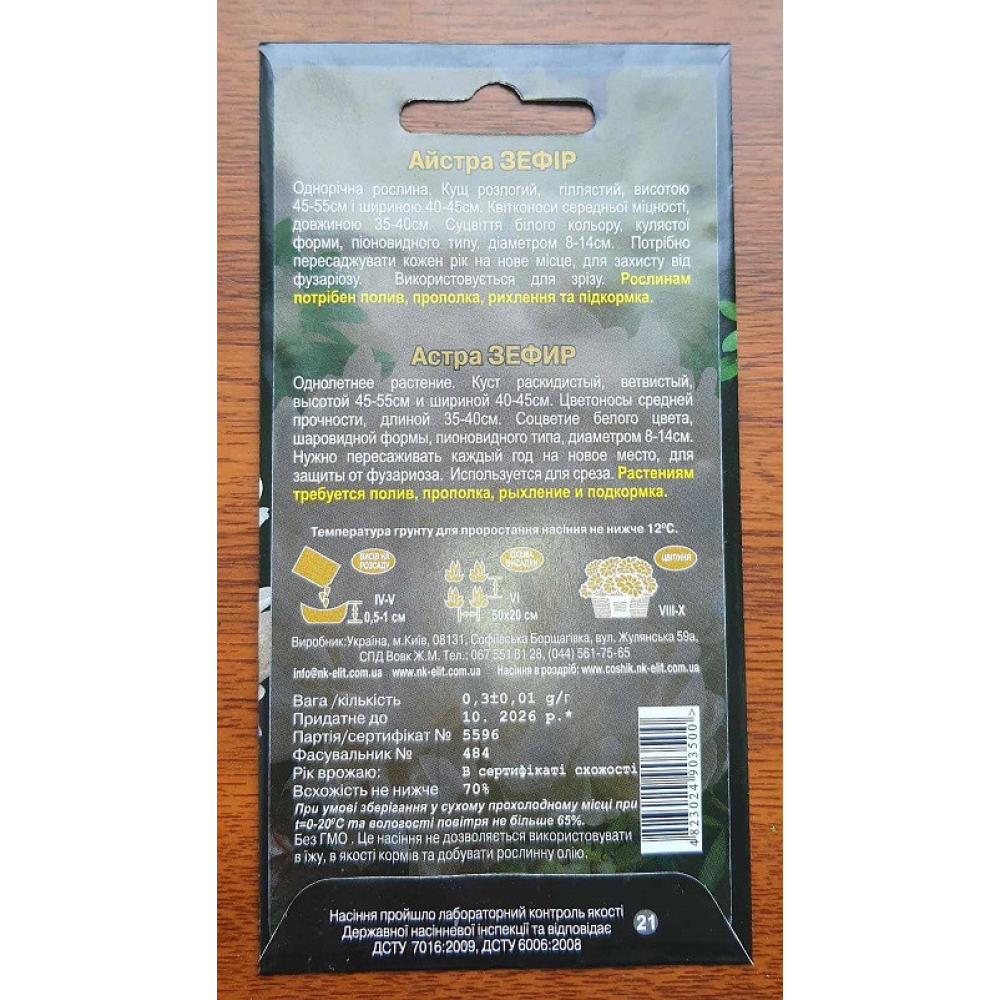 Айстра ЗЕФІР
Однорічна рослина. Кущ розлогий, гіллястий, висотою
45-55см і шириною 40-45см. Квітконоси середньої міцності,
довжиною 35-40см. Суцвіття білого кольору, кулястої
форми, піоновидного типу, діаметром 8-14см. Потрібно
пересаджувати кожен рік на нове місце, для захисту від
фузаріозу. Використовується для зрізу. Рослинам
потрібен полив, прополка, рихлення та підкормка.
Астра ЗЕФИР
Однолетнее растение. Куст раскидистый, ветвистый,
высотой 45-55см и шириной 40-45см. Цветоносы средней
прочности, длиной 35-40см. Соцветие белого цвета,
шаровидной формы, пионовидного типа, диаметром 8-14см.
Нужно пересаживать каждый год на новое место, для
защиты от фузариоза. Используется для среза. Растениям
требуется полив, прополка, рыхление и подкормка.
Температура грунту для проростання насіння не нижче 12°С.
ВИСІВ НА
РОЗСАДУ
IV-V
0,5-1 см
СХЕМА
ВИСАДКИ
VI
50х20 см
ЦВІТІННЯ
VIII-X
Виробник:Україна, м.Київ, 08131, Софіївська Борщагівка, вул. Жулянська 59а,
СПД Вовк Ж.М. Тел.: 067 551 61 28, (044) 561-75-65
info@nk-elit.com.ua www.nk-elit.com.ua Насіння в роздріб: www.coshik.nk-elit.com.ua
Вага /кількість 0,3±0,01 g/г
Придатне до 10. 2026 р.*
Партія/сертифікат № 5596
Фасувальник № 484
Рік врожаю: В сертифікаті схожості
Всхожість не нижче 70%
При умові зберігання у сухому прохолодному місці при
t=0-20°С та вологості повітря не більше 65%.
Без ГМО . Це насіння не дозволяється використовувати
в їжу, в якості кормів та добувати рослинну олію.
4823024903500>
Насіння пройшло лабораторний контроль якості
Державної насінневої інспекції та відповідає
ДСТУ 7016:2009, ДСТУ 6006:2008
21